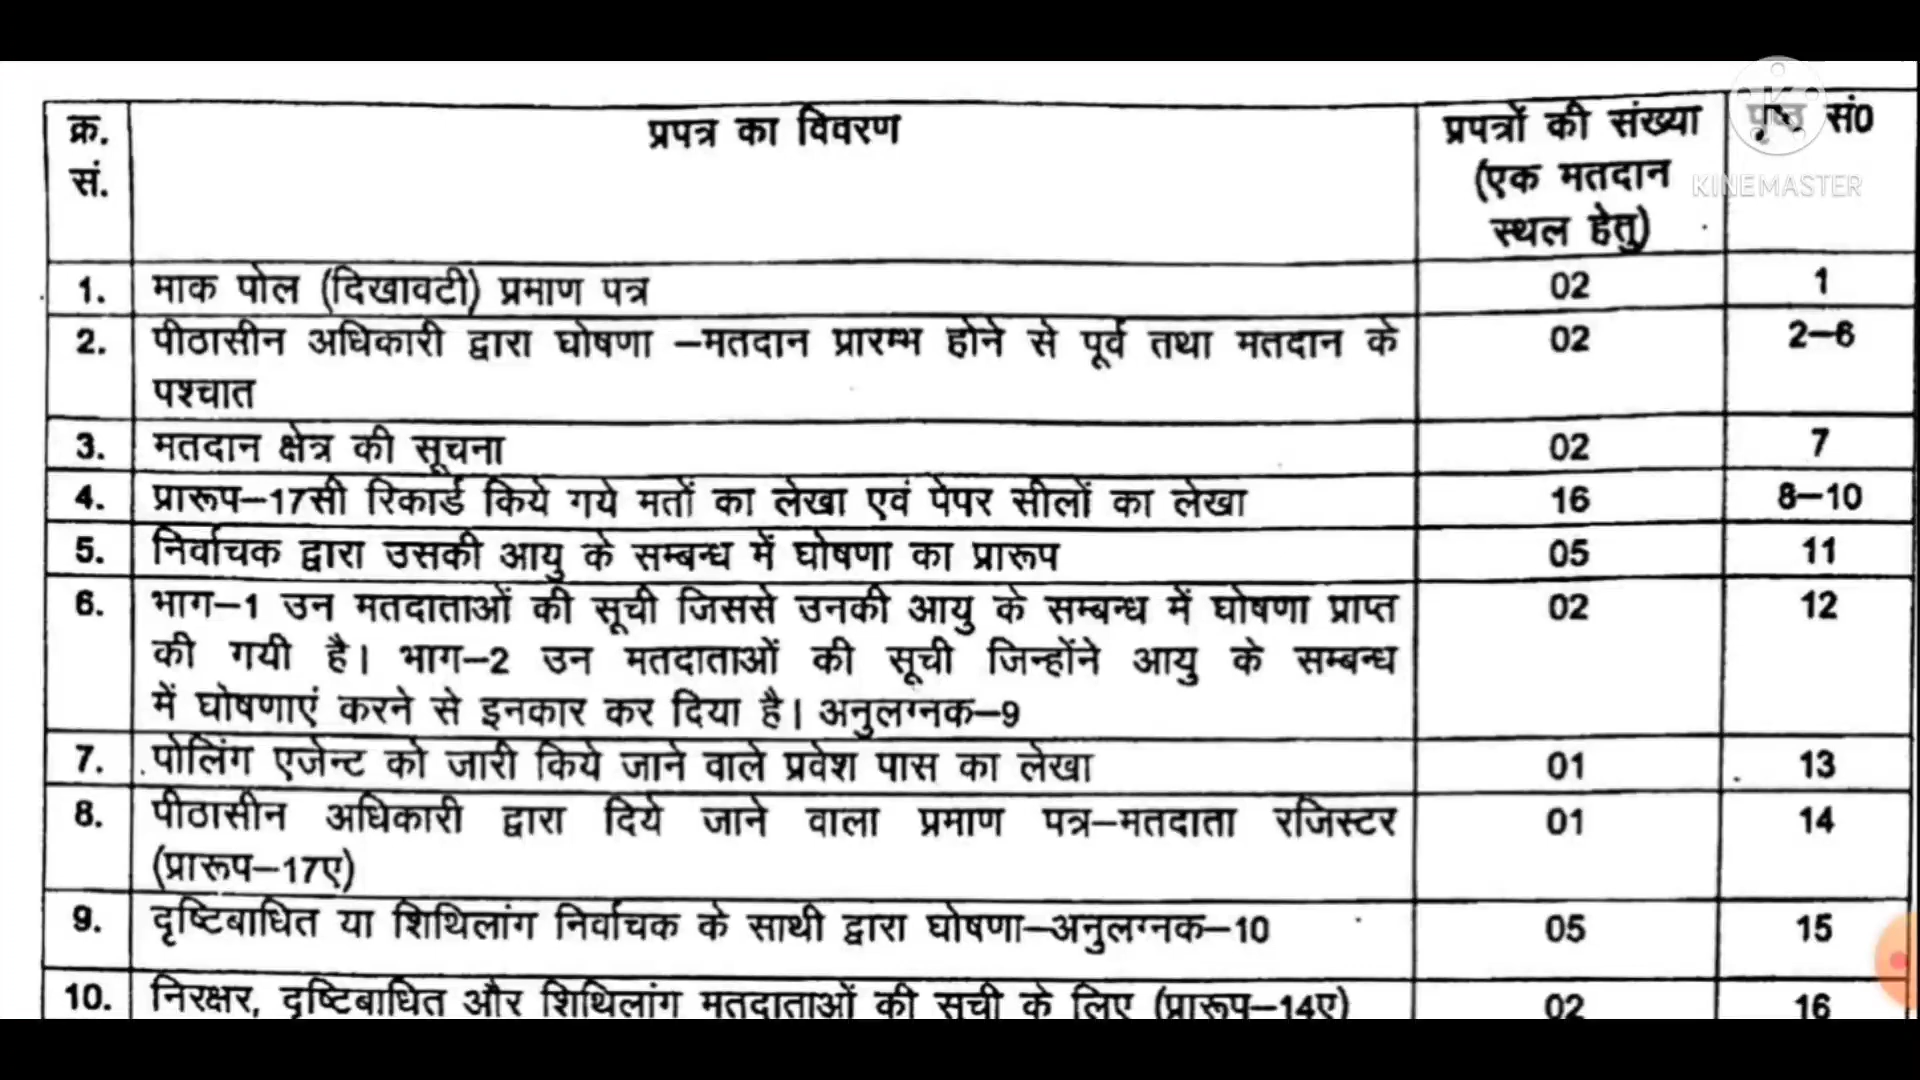 क्र. सं. प्रपत्र का विवरण प्रपत्रों की संख्या (एक मतदान स्थल हेतु) पृष्ठ सं0
KINEMASTER
1. माक पोल (दिखावटी) प्रमाण पत्र 02 1
2. पीठासीन अधिकारी द्वारा घोषणा –मतदान प्रारम्भ होने से पूर्व तथा मतदान के 02 2–6
पश्चात
3. मतदान क्षेत्र की सूचना 02 7
4. प्रारूप–17सी रिकार्ड किये गये मतों का लेखा एवं पेपर सीलों का लेखा 16 8–10
5. निर्वाचक द्वारा उसकी आयु के सम्बन्ध में घोषणा का प्रारूप 05 11
6. भाग–1 उन मतदाताओं की सूची जिससे उनकी आयु के सम्बन्ध में घोषणा प्राप्त 02 12
की गयी है। भाग–2 उन मतदाताओं की सूची जिन्होंने आयु के सम्बन्ध
में घोषणाएं करने से इनकार कर दिया है। अनुलग्नक–9
7. पोलिंग एजेन्ट को जारी किये जाने वाले प्रवेश पास का लेखा 01 13
8. पीठासीन अधिकारी द्वारा दिये जाने वाला प्रमाण पत्र–मतदाता रजिस्टर 01 14
(प्रारूप–17ए)
9. दृष्टिबाधित या शिथिलांग निर्वाचक के साथी द्वारा घोषणा–अनुलग्नक–10 05 15
10. निरक्षर, दृष्टिबाधित और शिथिलांग मतदाताओं की सूची के लिए (प्रारूप–14ए) 02 16